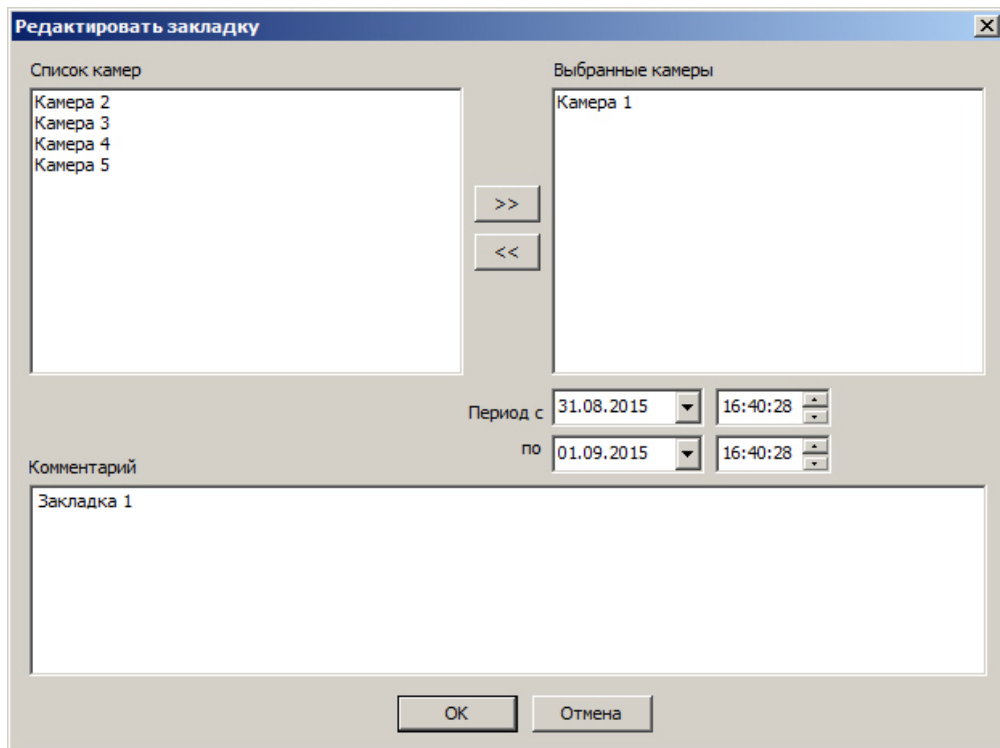 Редактировать закладку
Список камер
Выбранные камеры
Камера 2
Камера 3
Камера 4
Камера 5
Камера 1
>>
<<
Период с 31.08.2015 16:40:28
по 01.09.2015 16:40:28
Комментарий
Закладка 1
OK
Отмена